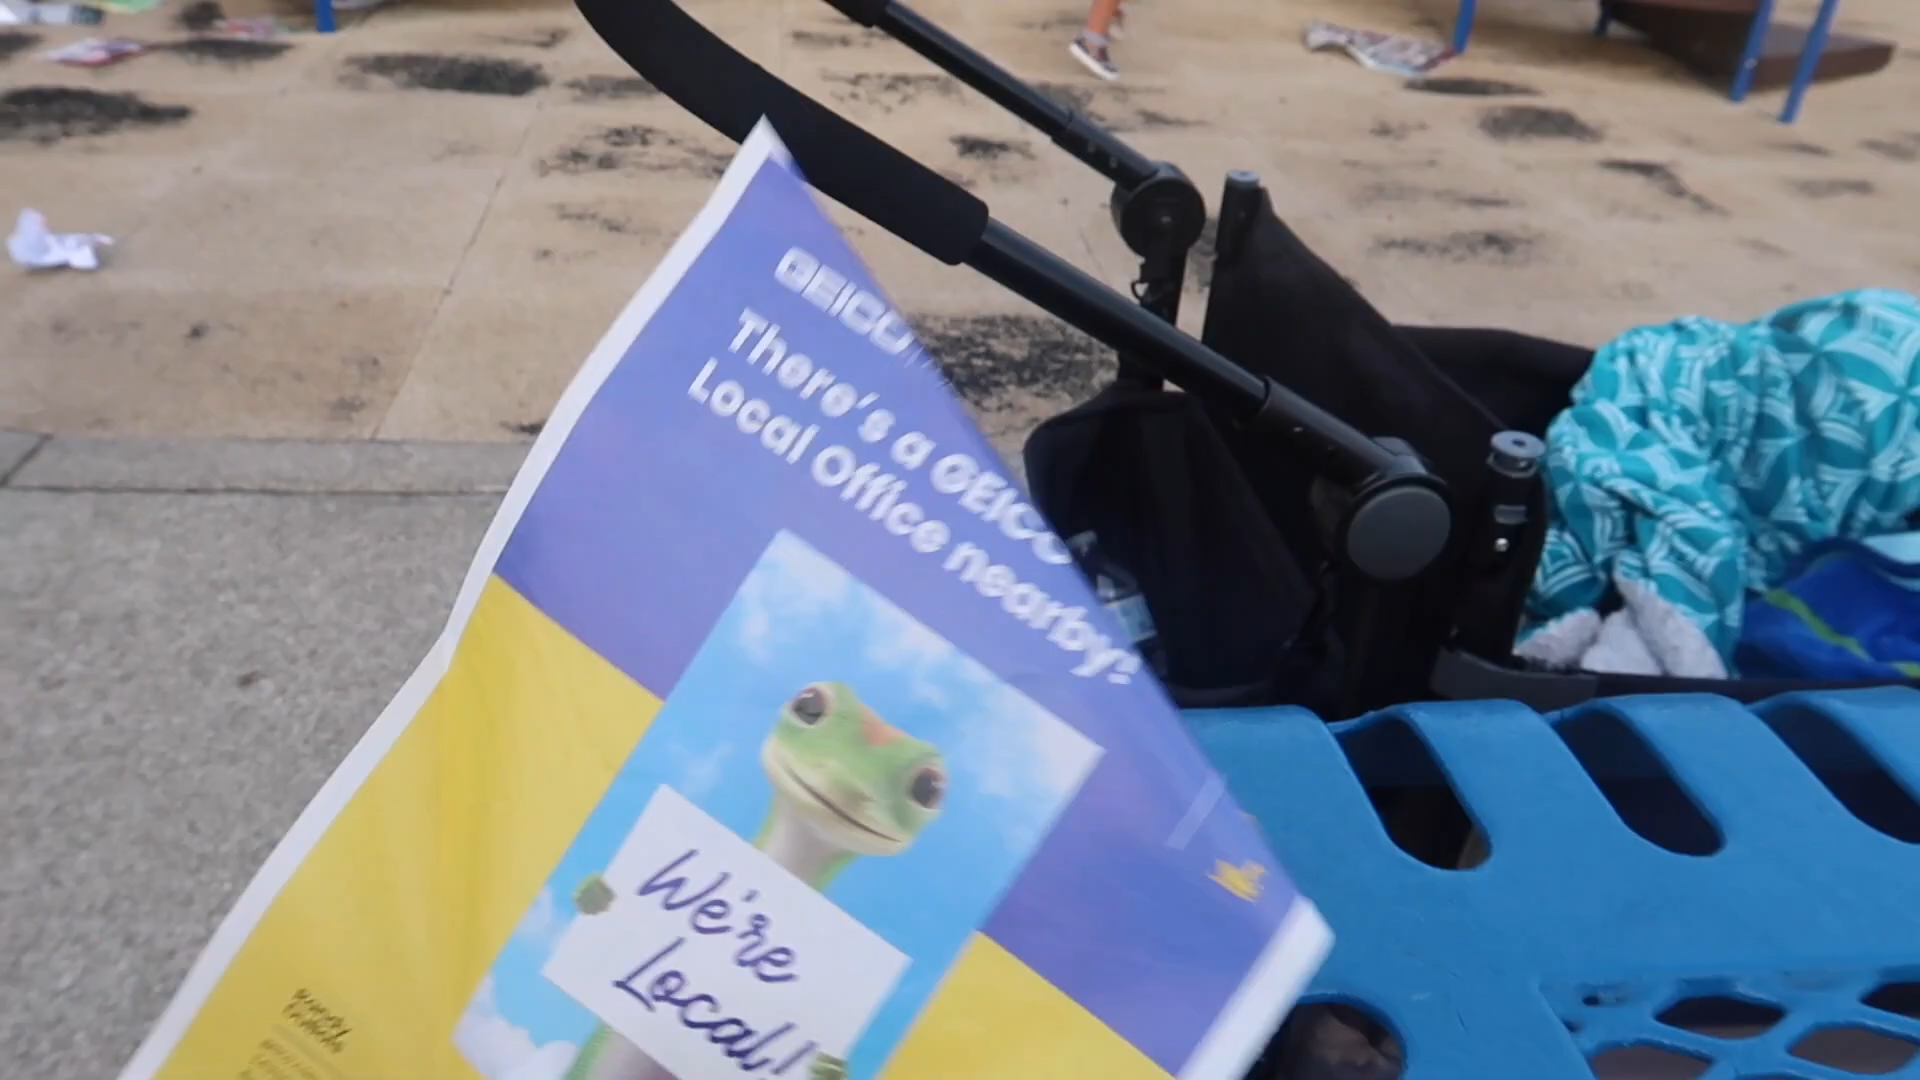 GEICO
There's a GEICO
Local Office nearby!
We're
Local!